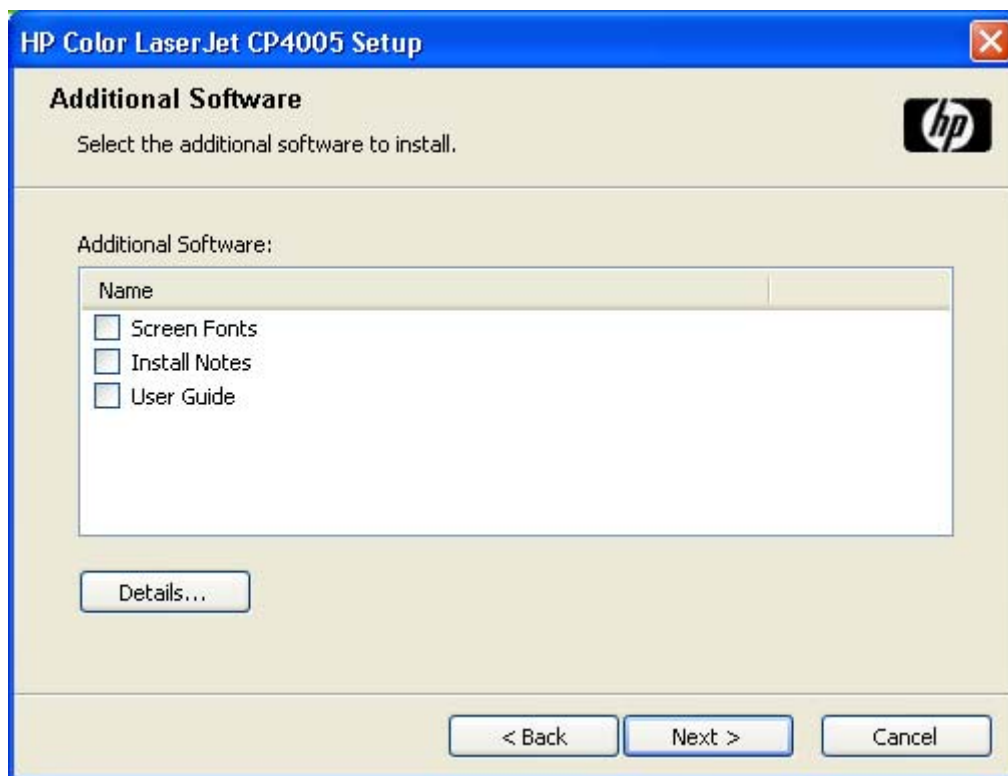 HP Color LaserJet CP4005 Setup
Additional Software
Select the additional software to install.
hp
Additional Software:
Name
Screen Fonts
Install Notes
User Guide
Details...
< Back
Next >
Cancel